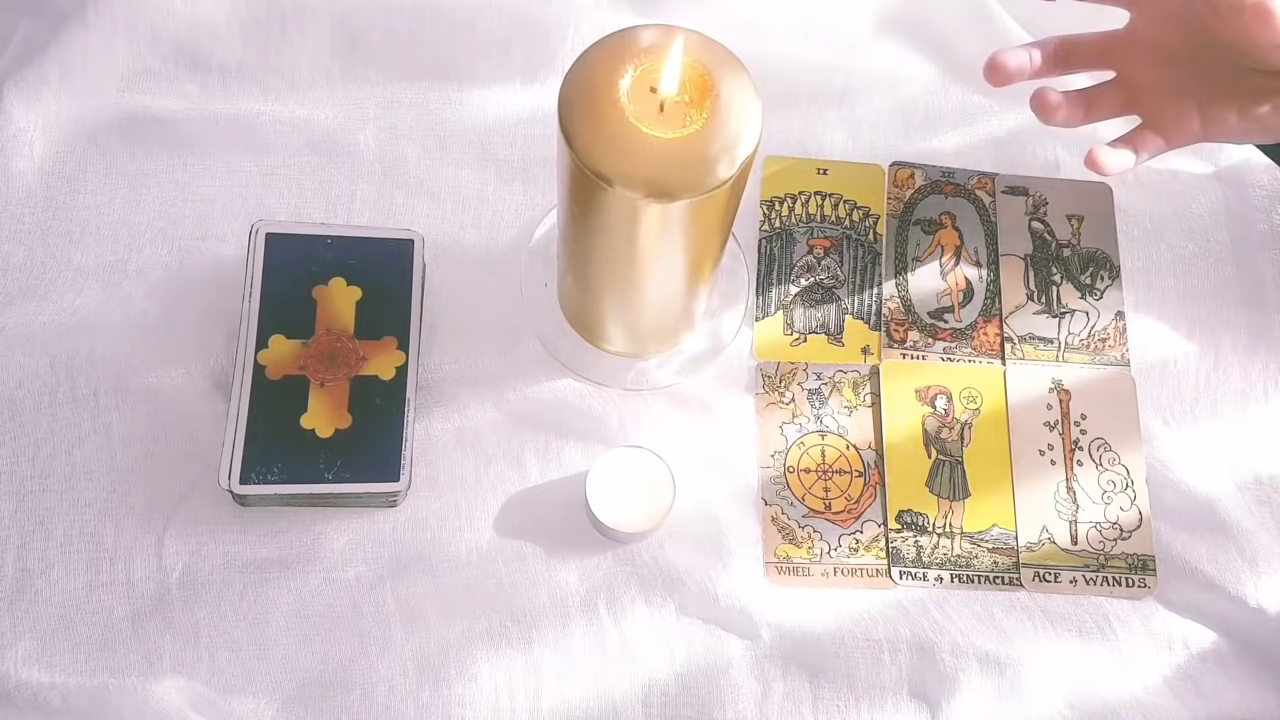 IX
XXI
THE WORLD
X
WHEEL of FORTUNE
PAGE of PENTACLES
ACE of WANDS.